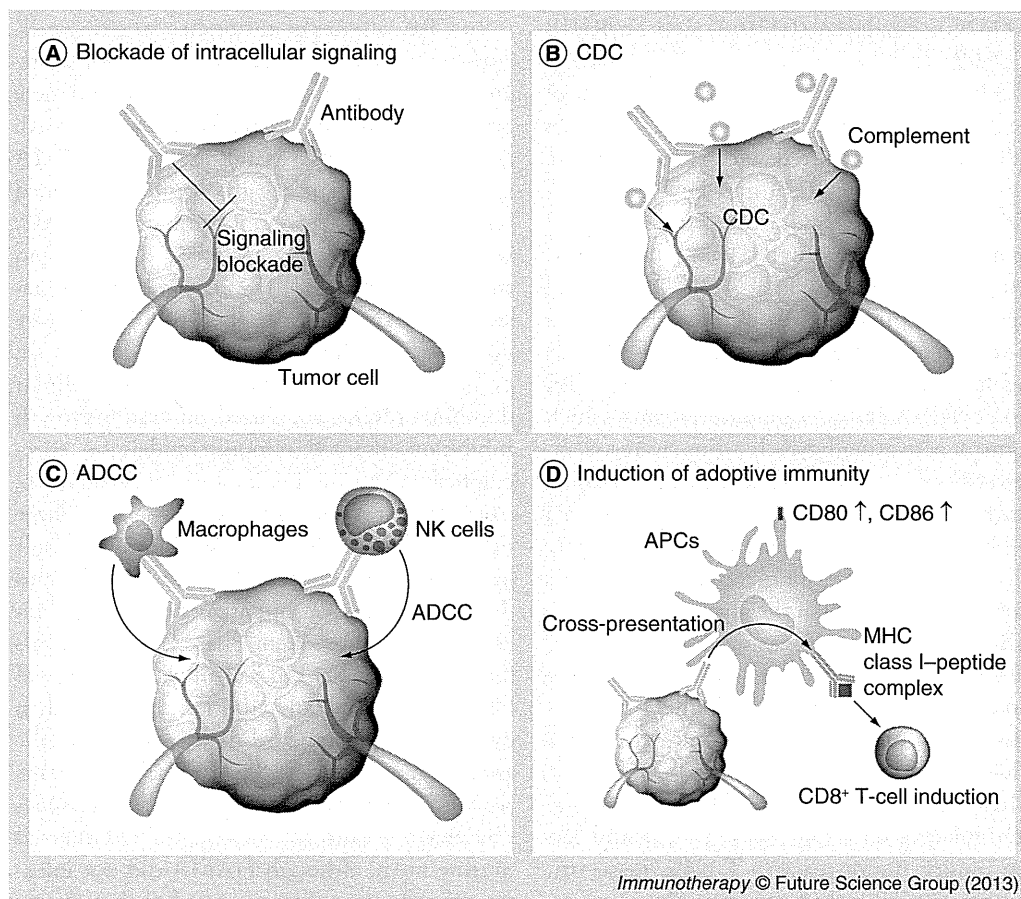 A Blockade of intracellular signaling
Antibody
Signaling
blockade
Tumor cell
B CDC
Complement
CDC
C ADCC
Macrophages
NK cells
ADCC
D Induction of adoptive immunity
CD80 ↑, CD86 ↑
APCs
Cross-presentation
MHC
class I–peptide
complex
CD8⁺ T-cell induction
Immunotherapy © Future Science Group (2013)